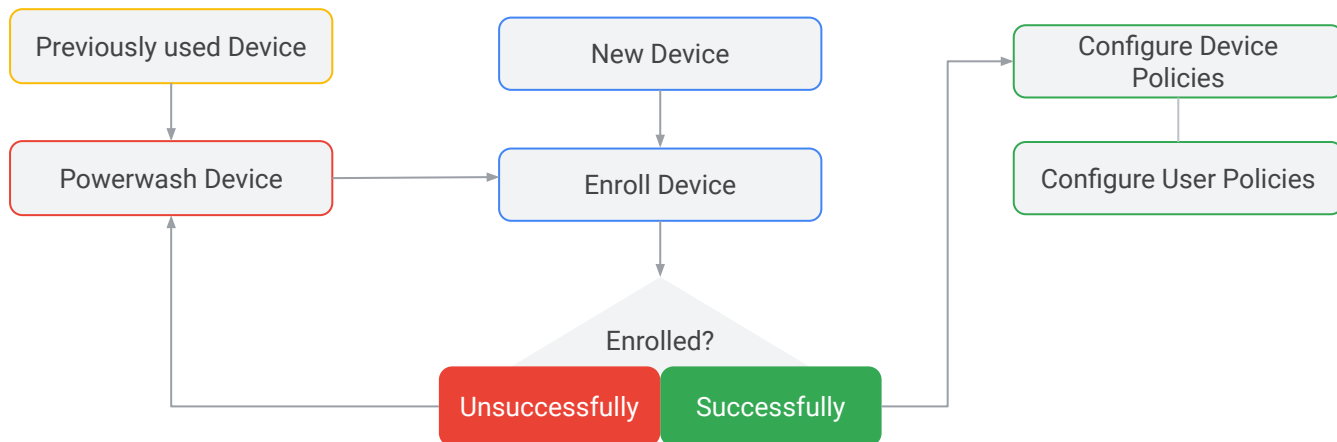 Previously used Device
New Device
Configure Device
Policies
Powerwash Device
Enroll Device
Configure User Policies
Enrolled?
Unsuccessfully
Successfully